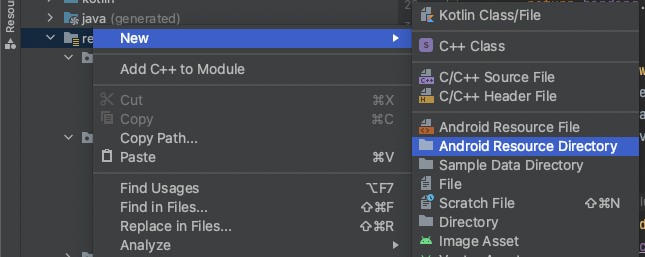 kotlin
java (generated)
New
Add C++ to Module
Cut ⌘X
Copy ⌘C
Copy Path...
Paste ⌘V
Find Usages ⌥F7
Find in Files... ⇧⌘F
Replace in Files... ⇧⌘R
Analyze
Kotlin Class/File
S C++ Class
C++ C/C++ Source File
H C/C++ Header File
Android Resource File
Android Resource Directory
Sample Data Directory
File
Scratch File ⇧⌘N
Directory
Image Asset